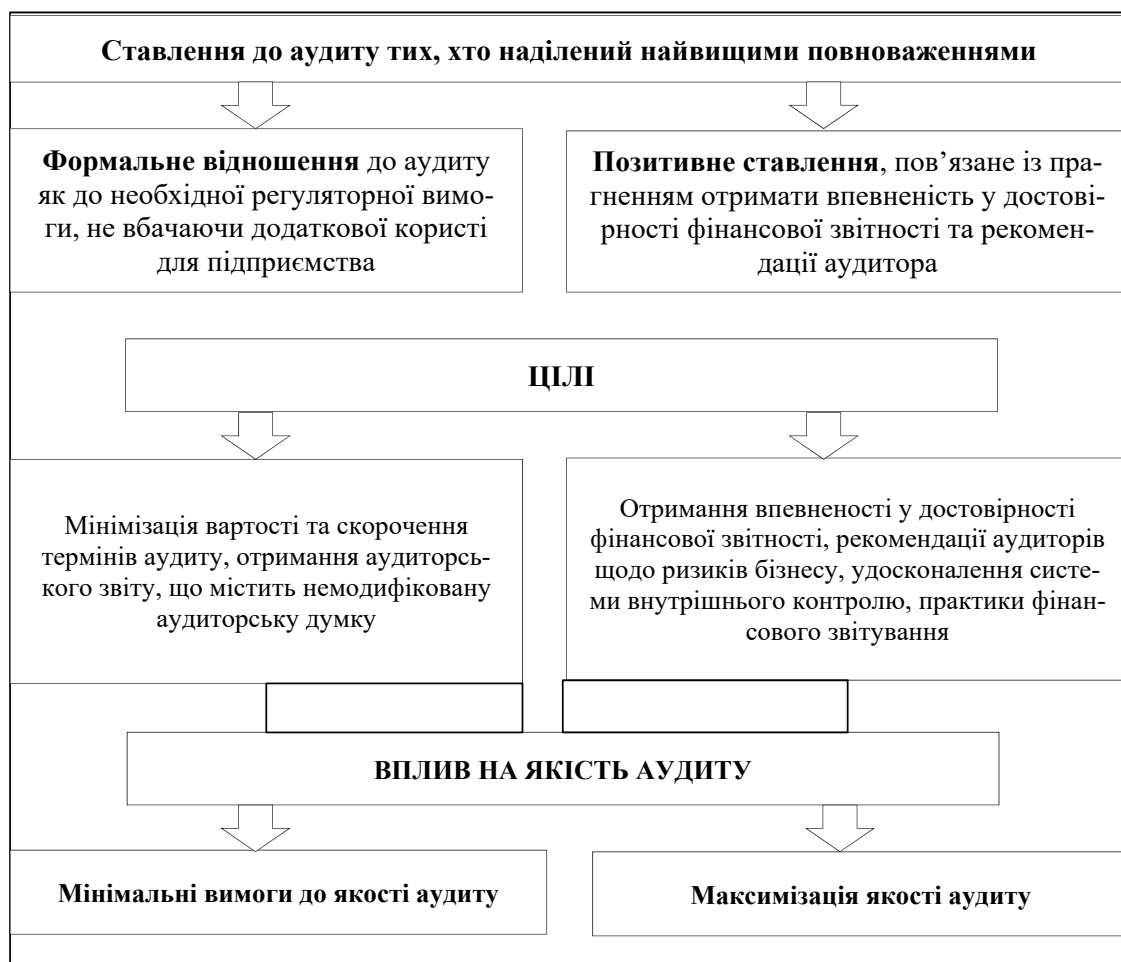 Ставлення до аудиту тих, хто наділений найвищими повноваженнями
Формальне відношення до аудиту
як до необхідної регуляторної вимо-
ги, не вбачаючи додаткової користі
для підприємства
Позитивне ставлення, пов’язане із пра-
гненням отримати впевненість у достові-
рності фінансової звітності та рекомен-
дації аудитора
ЦІЛІ
Мінімізація вартості та скорочення
термінів аудиту, отримання аудиторсь-
кого звіту, що містить немодифіковану
аудиторську думку
Отримання впевненості у достовірності
фінансової звітності, рекомендації аудиторів
щодо ризиків бізнесу, удосконалення систе-
ми внутрішнього контролю, практики фінан-
сового звітування
ВПЛИВ НА ЯКІСТЬ АУДИТУ
Мінімальні вимоги до якості аудиту
Максимізація якості аудиту